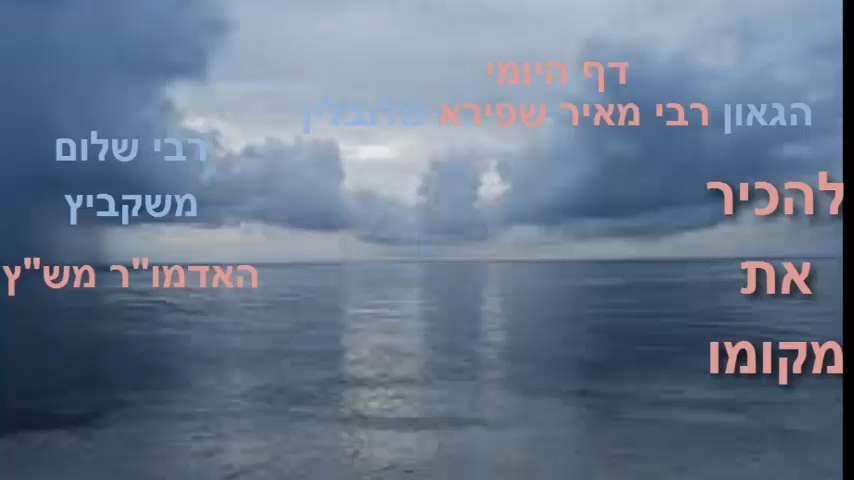 דף היומי
הגאון רבי מאיר שפירא מלובלין
רבי שלום
משקביץ
האדמו"ר מש"ץ
להכיר
את
מקומו